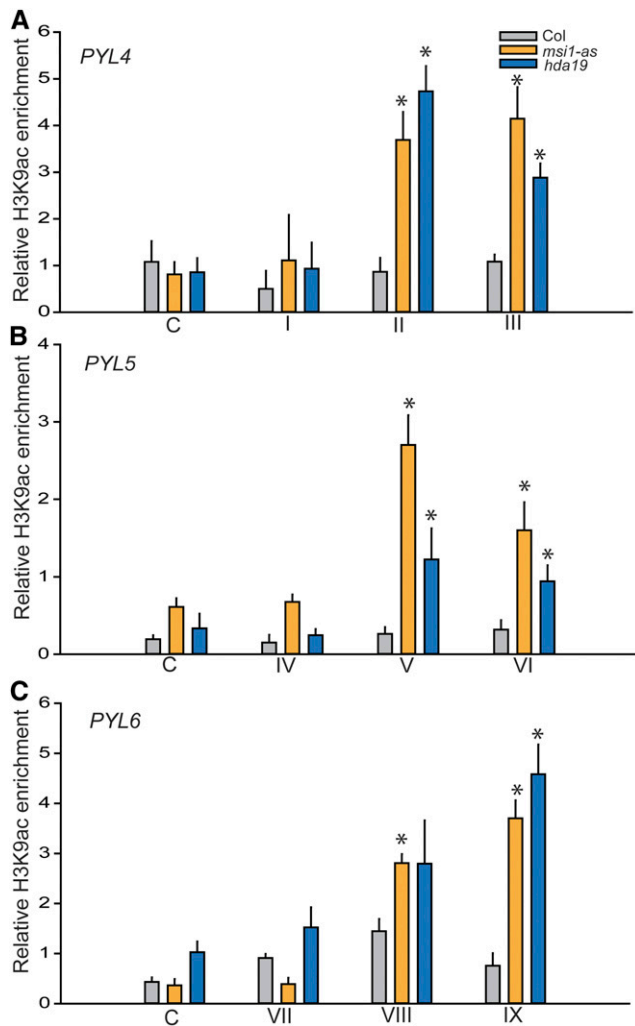 A
PYL4
Col
msi1-as
hda19
Relative H3K9ac enrichment
6
5
4
3
2
1
0
* * * *
C I II III
B
PYL5
Relative H3K9ac enrichment
4
3
2
1
0
* * * *
C IV V VI
C
PYL6
Relative H3K9ac enrichment
6
5
4
3
2
1
0
* * *
C VII VIII IX